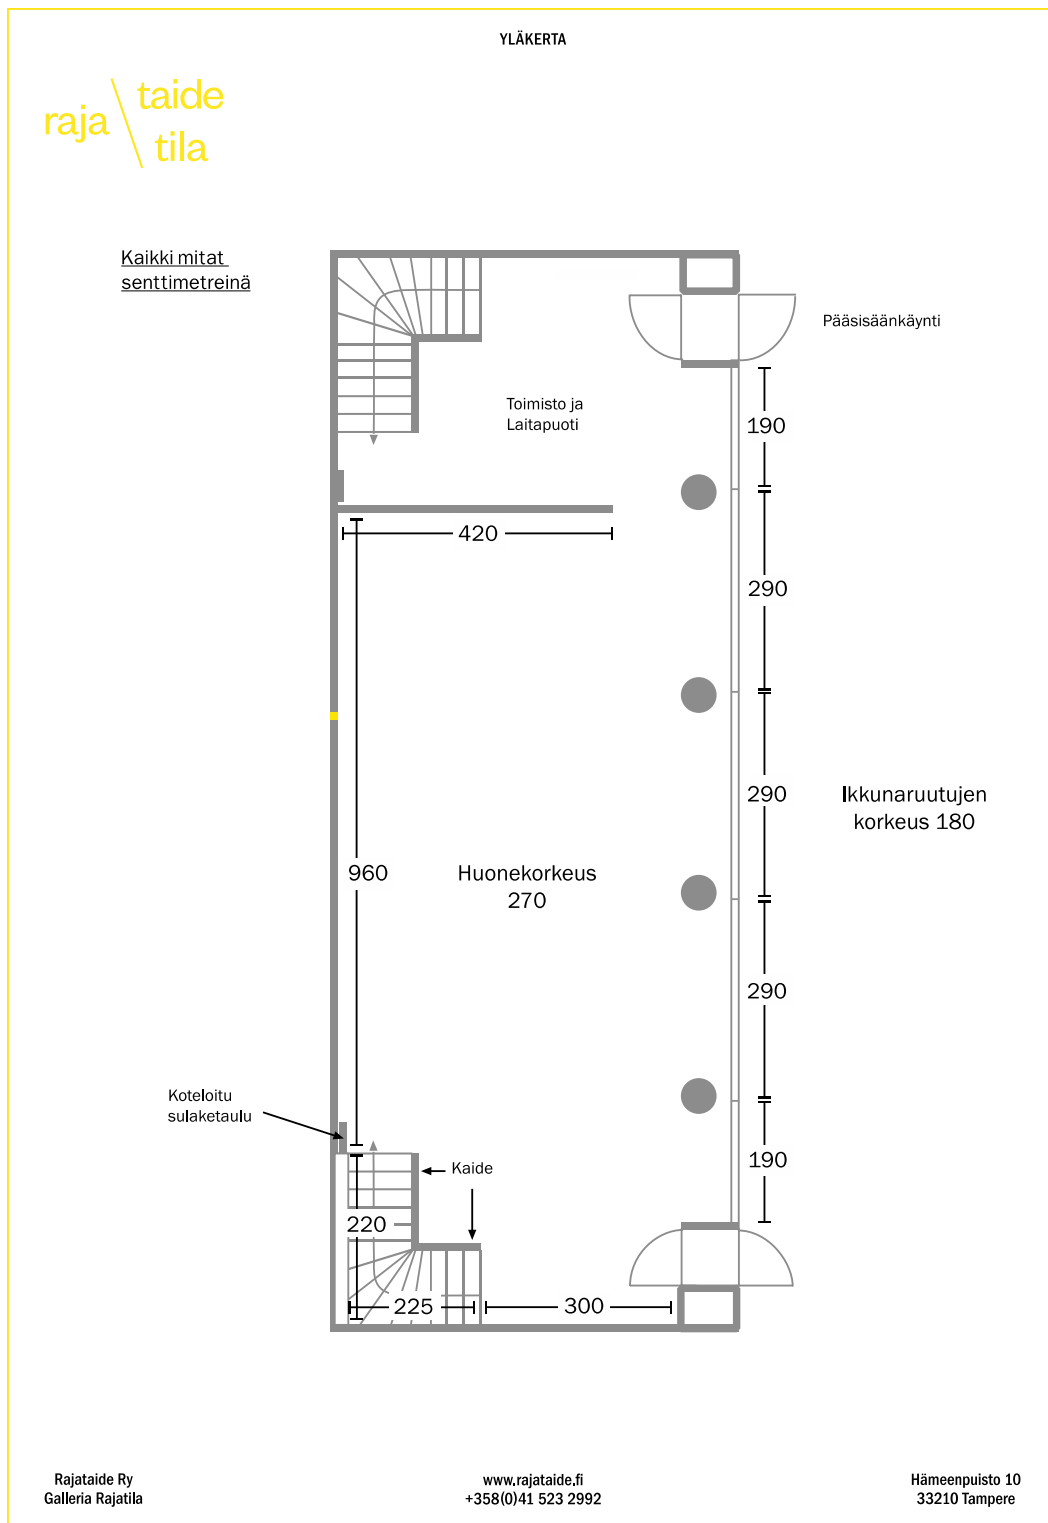 YLÄKERTA
raja\taide
tila
Kaikki mitat
senttimetreinä
Pääsisäänkäynti
Toimisto ja
Laitapuoti
190
420
290
290
Ikkunaruutujen
korkeus 180
960
Huonekorkeus
270
290
Koteloitu
sulaketaulu
Kaide
190
220
225
300
Rajataide Ry
Galleria Rajatila
www.rajataide.fi
+358(0)41 523 2992
Hämeenpuisto 10
33210 Tampere